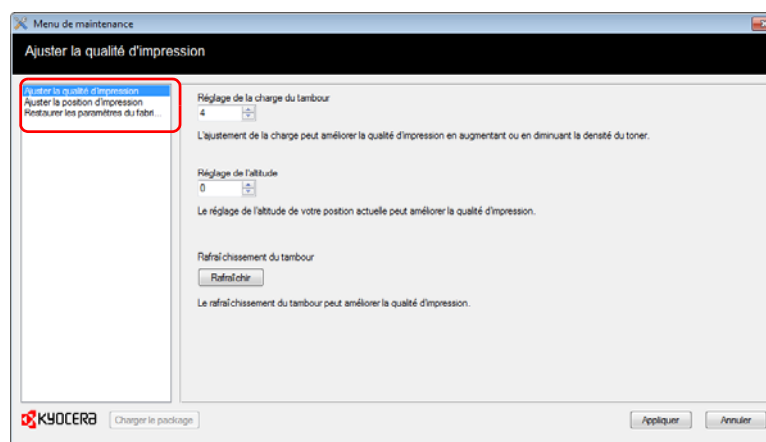 Menu de maintenance
Ajuster la qualité d'impression
Ajuster la qualité d'impression
Ajuster la position d'impression
Restaurer les paramètres du fabri...
Réglage de la charge du tambour
4
L'ajustement de la charge peut améliorer la qualité d'impression en augmentant ou en diminuant la densité du toner.
Réglage de l'altitude
0
Le réglage de l'altitude de votre position actuelle peut améliorer la qualité d'impression.
Rafraîchissement du tambour
Rafraîchir
Le rafraîchissement du tambour peut améliorer la qualité d'impression.
KYOCERA
Charger le package
Appliquer
Annuler